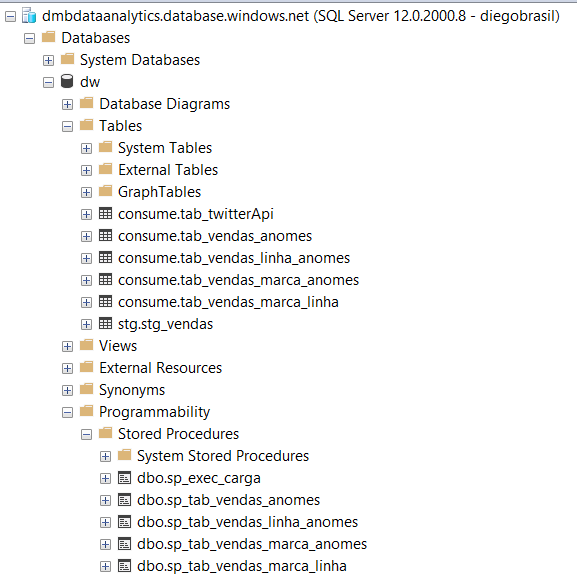 dmbdataanalytics.database.windows.net (SQL Server 12.0.2000.8 - diegobrasil)
Databases
System Databases
dw
Database Diagrams
Tables
System Tables
External Tables
GraphTables
consume.tab_twitterApi
consume.tab_vendas_anomes
consume.tab_vendas_linha_anomes
consume.tab_vendas_marca_anomes
consume.tab_vendas_marca_linha
stg.stg_vendas
Views
External Resources
Synonyms
Programmability
Stored Procedures
System Stored Procedures
dbo.sp_exec_carga
dbo.sp_tab_vendas_anomes
dbo.sp_tab_vendas_linha_anomes
dbo.sp_tab_vendas_marca_anomes
dbo.sp_tab_vendas_marca_linha